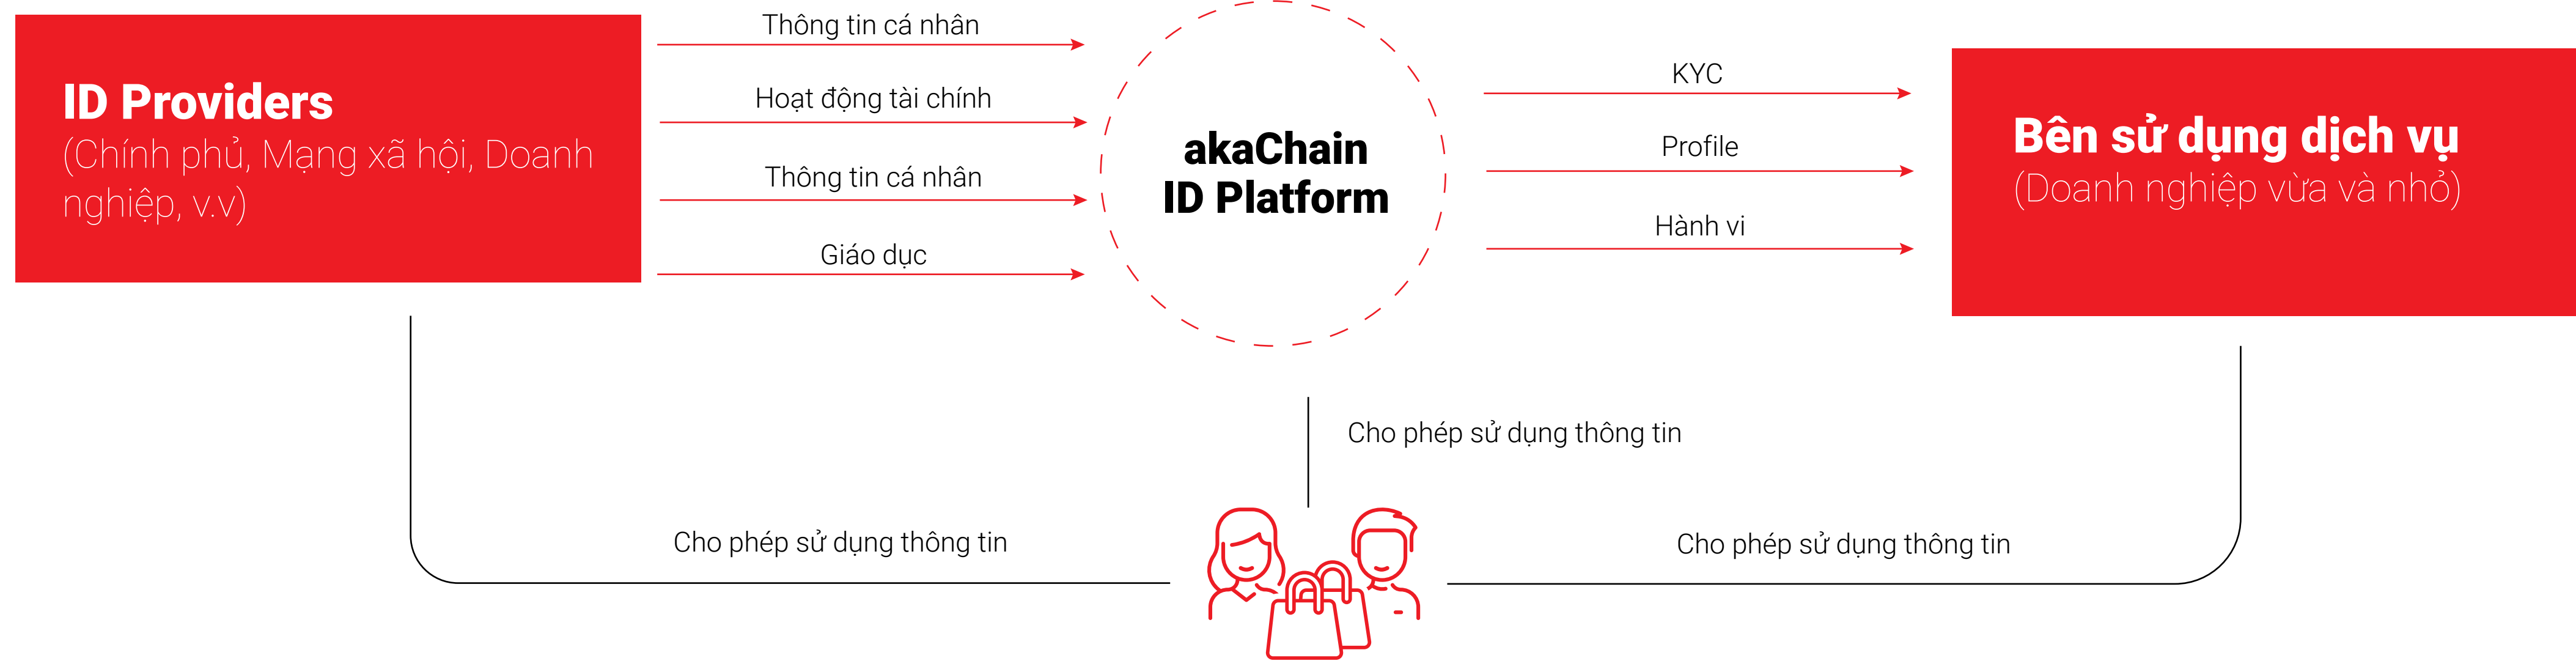 ID Providers
(Chính phủ, Mạng xã hội, Doanh
nghiệp, v.v)
Thông tin cá nhân
Hoạt động tài chính
Thông tin cá nhân
Giáo dục
akaChain
ID Platform
KYC
Profile
Hành vi
Bên sử dụng dịch vụ
(Doanh nghiệp vừa và nhỏ)
Cho phép sử dụng thông tin
Cho phép sử dụng thông tin
Cho phép sử dụng thông tin